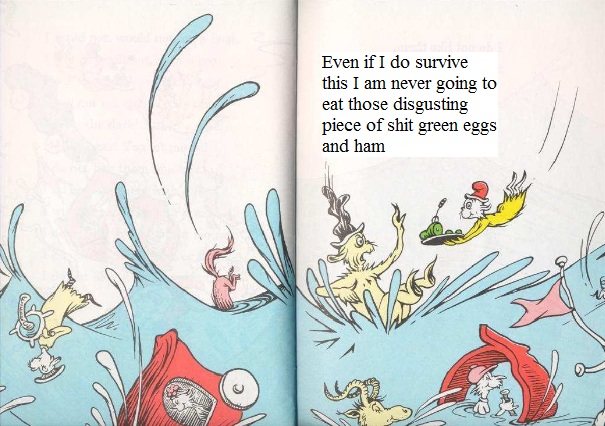 Even if I do survive
this I am never going to
eat those disgusting
piece of shit green eggs
and ham